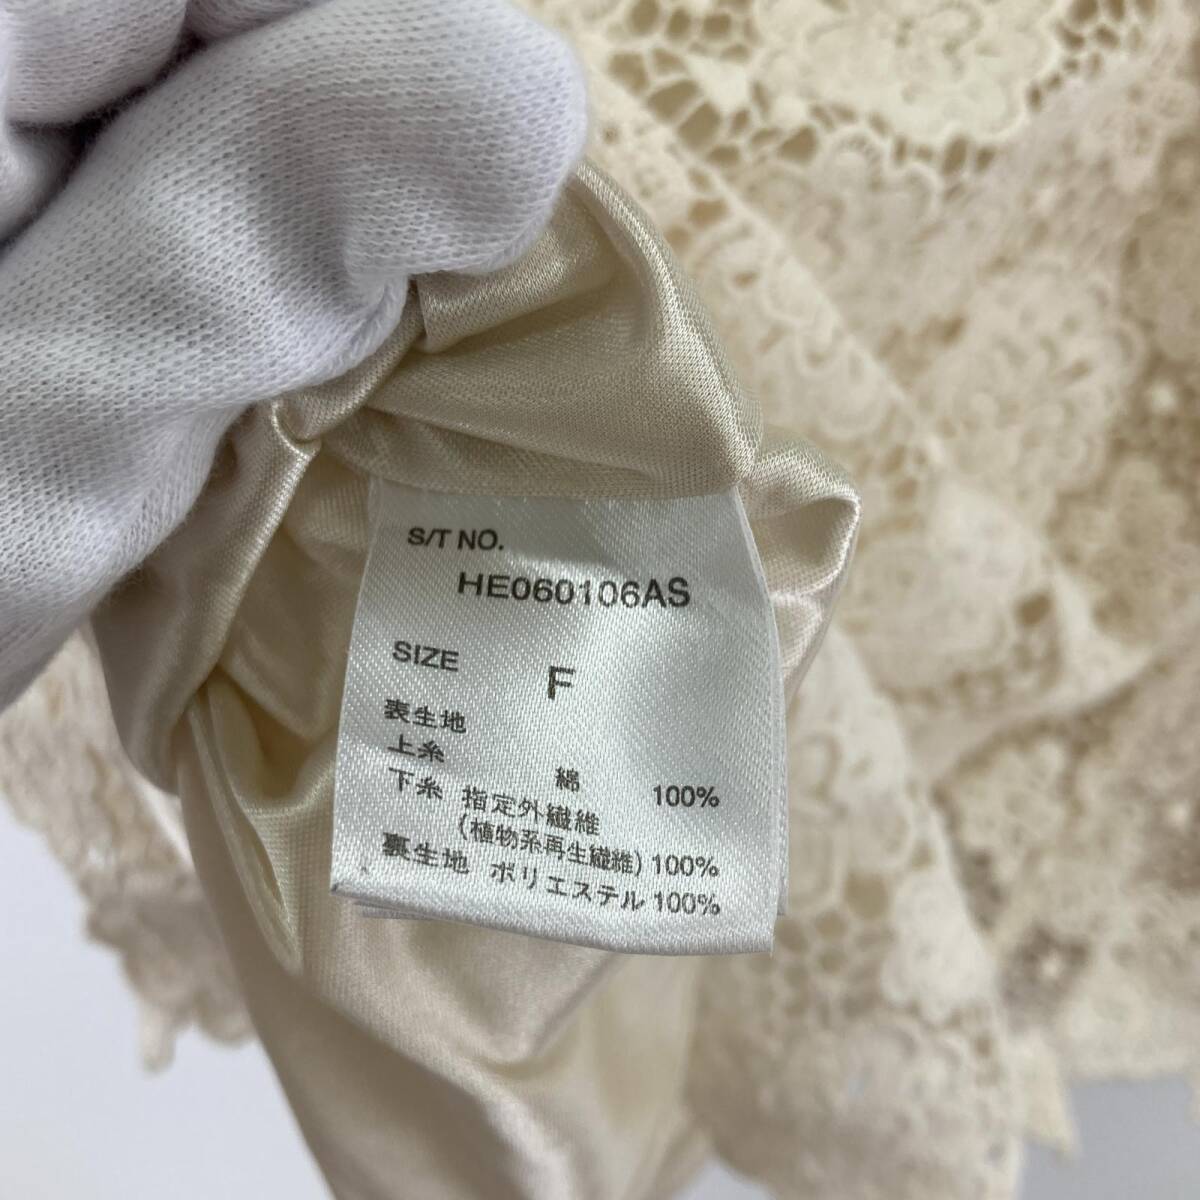 S/T NO.
HE060106AS
SIZE F
表生地
上糸 綿 100%
下糸 指定外繊維
(植物系再生繊維) 100%
裏生地 ポリエステル 100%